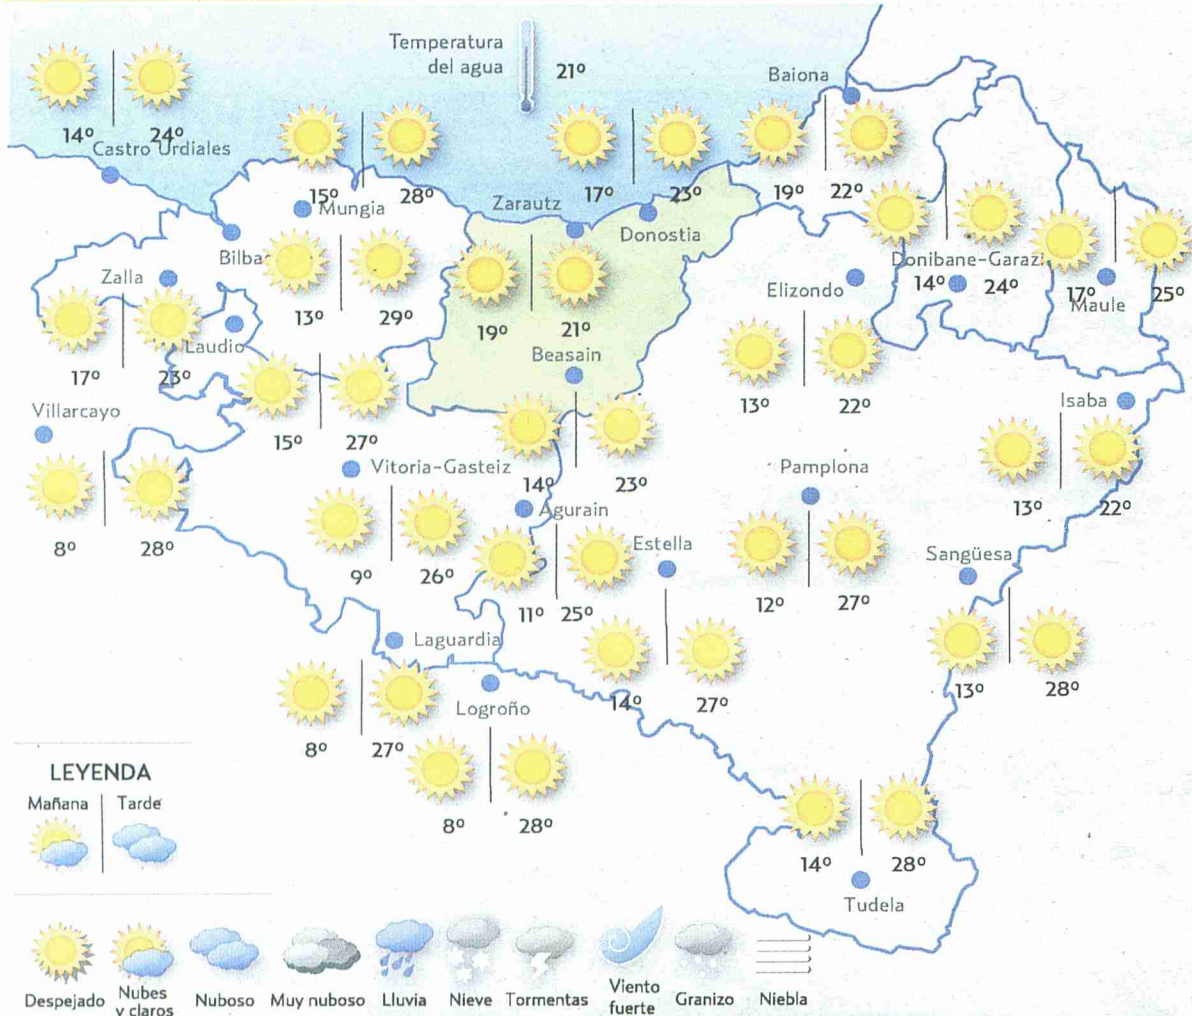 Temperatura
del agua
21º
Baiona
14º 24º
Castro Urdiales
15º 28º
17º 23º
19º 22º
Mungia
Zarautz
Donostia
Bilba
Zalla
Elizondo
Donibane-Garazi
14º 24º
17º 25º
Maule
13º 29º
19º 21º
Laudio
Beasain
17º 23º
13º 22º
Villarcayo
Isaba
15º 27º
Vitoria-Gasteiz
14º 23º
Pamplona
13º 22º
Agurain
8º 28º
Estella
Sangüesa
9º 26º
11º 25º
12º 27º
Laguardia
13º 28º
14º 27º
Logroño
8º 27º
LEYENDA
Mañana Tarde
8º 28º
14º 28º
Tudela
Despejado
Nubes
y claros
Nuboso
Muy nuboso
Lluvia
Nieve
Tormentas
Viento
fuerte
Granizo
Niebla